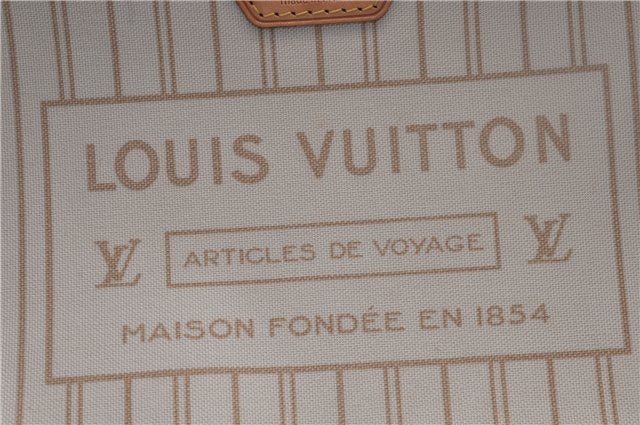 LOUIS VUITTON
LV ARTICLES DE VOYAGE LV
MAISON FONDÉE EN 1854